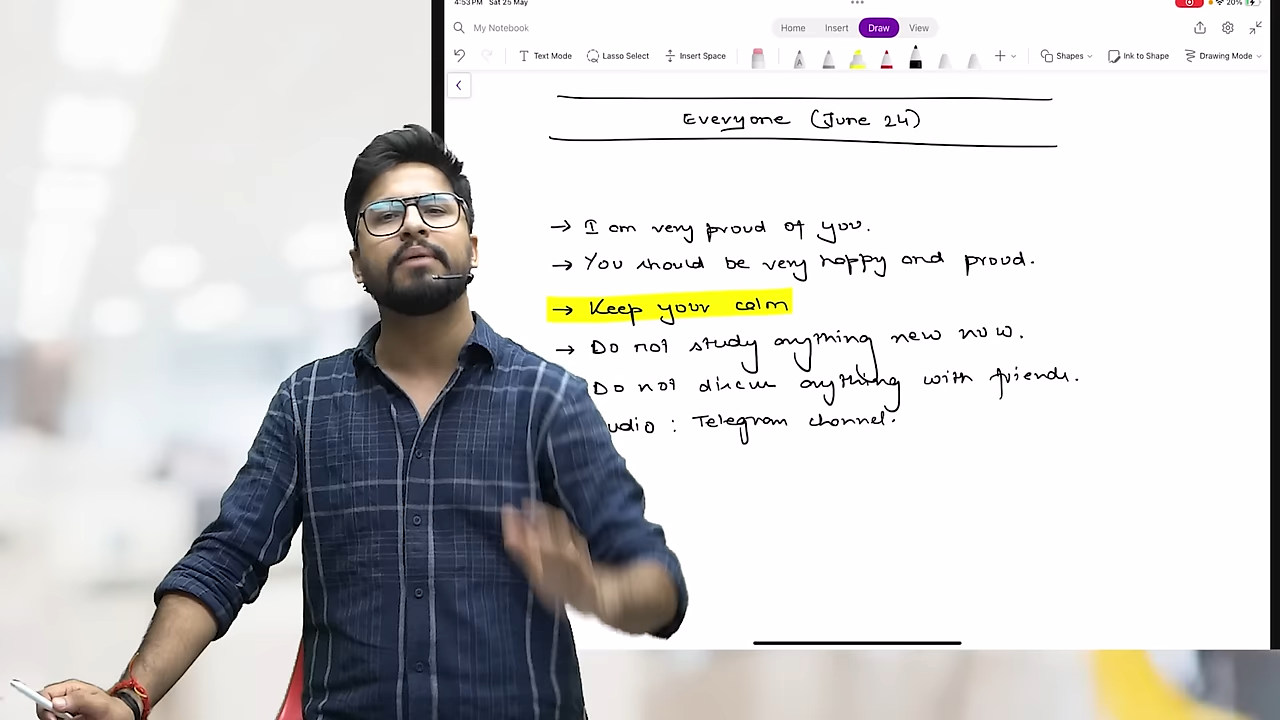 4:53 PM Sat 25 May
20%
My Notebook
Home Insert Draw View
Text Mode Lasso Select Insert Space Shapes Ink to Shape Drawing Mode
Everyone (June 24)
→ I am very proud of you.
→ You should be very happy and proud.
→ Keep your calm
→ Do not study anything new now.
Do not discuss anything with friends.
udio : Telegram channel.